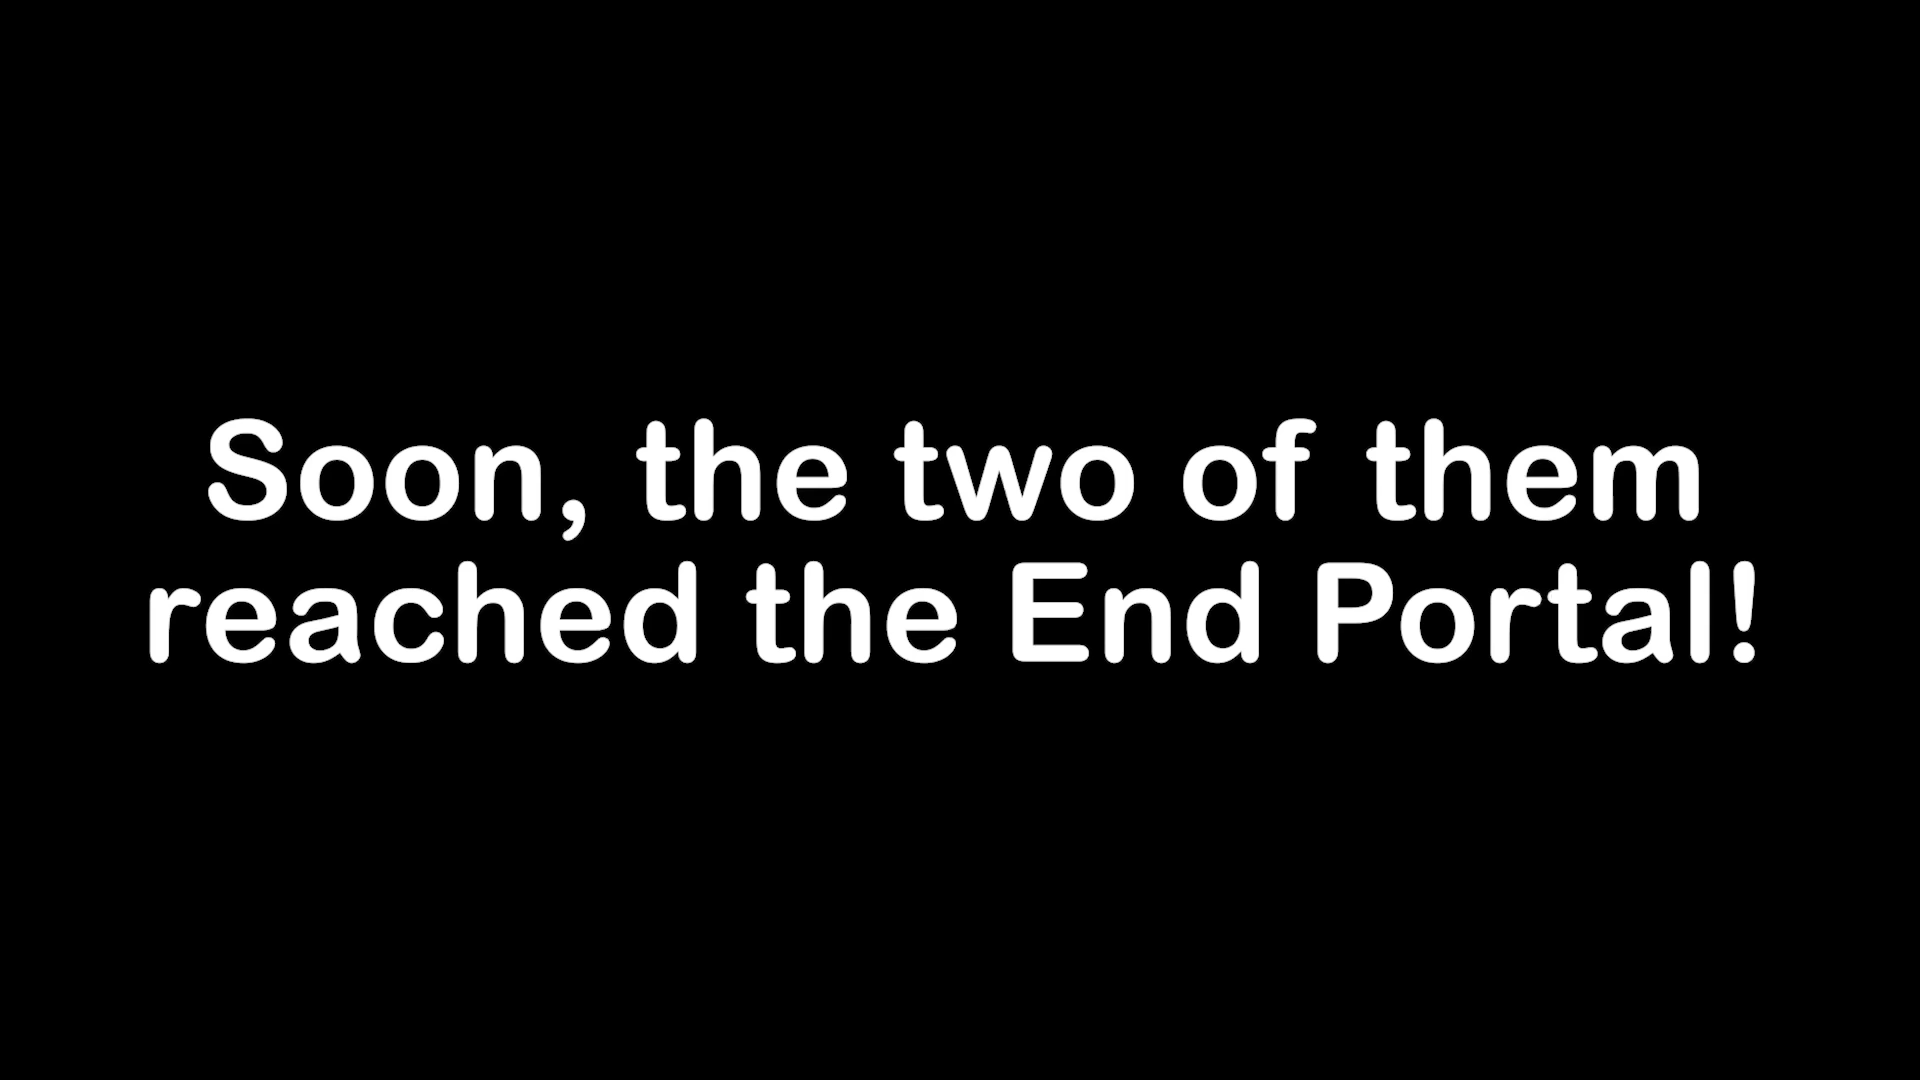 Soon, the two of them
reached the End Portal!